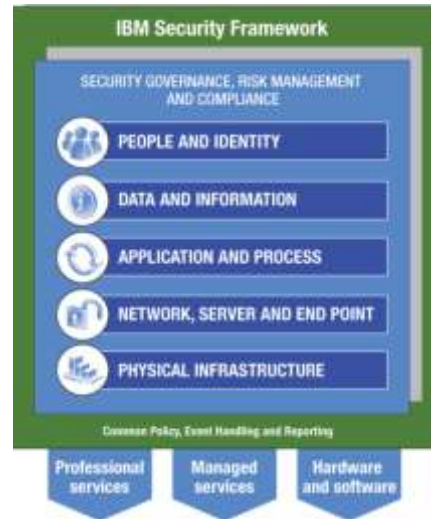 IBM Security Framework
SECURITY GOVERNANCE, RISK MANAGEMENT
AND COMPLIANCE
PEOPLE AND IDENTITY
DATA AND INFORMATION
APPLICATION AND PROCESS
NETWORK, SERVER AND END POINT
PHYSICAL INFRASTRUCTURE
Common Policy, Event Handling and Reporting
Professional
services
Managed
services
Hardware
and software